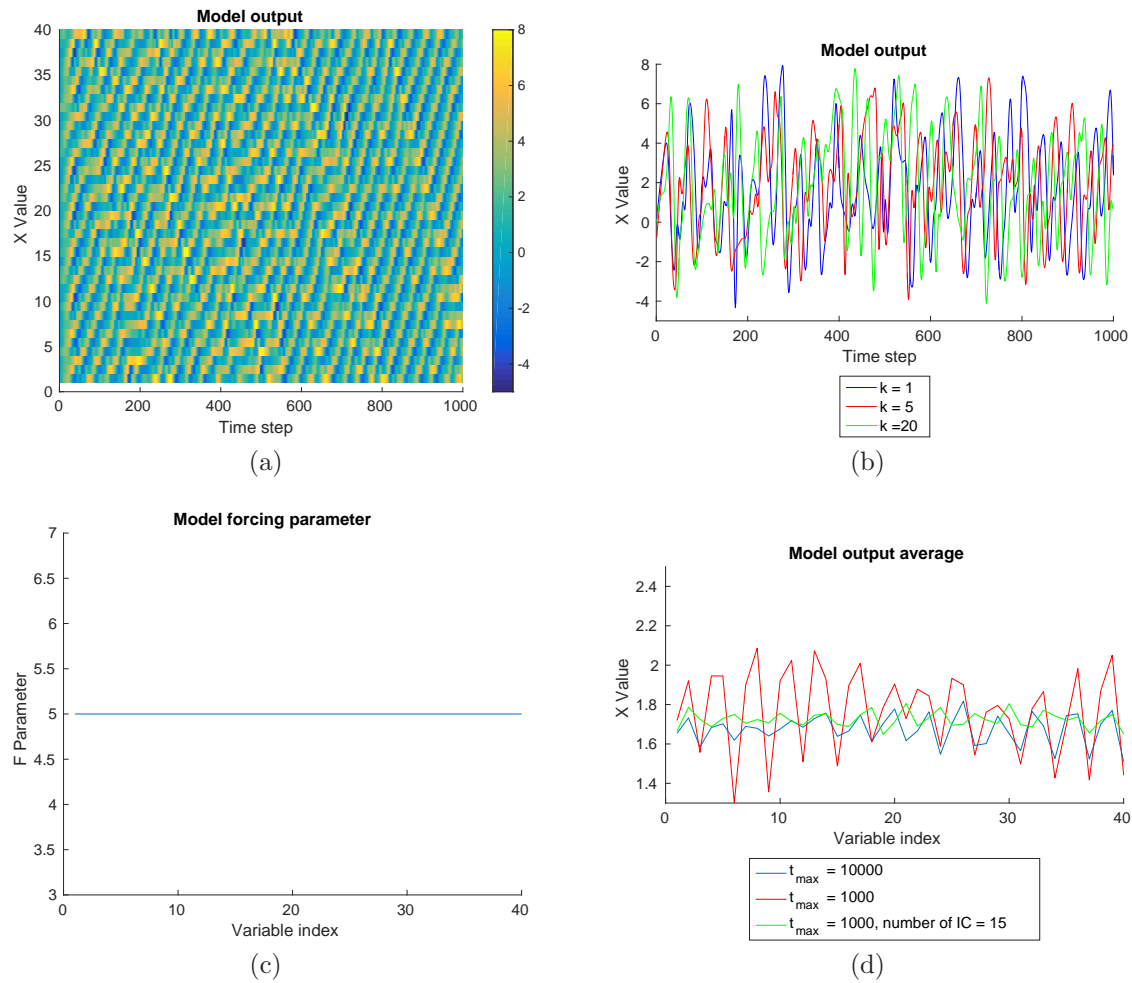 Model output
X Value
40
35
30
25
20
15
10
5
0
0 200 400 600 800 1000
Time step
8
6
4
2
0
-2
-4
(a)
Model output
X Value
8
6
4
2
0
-2
-4
0 200 400 600 800 1000
Time step
k = 1
k = 5
k =20
(b)
Model forcing parameter
F Parameter
7
6.5
6
5.5
5
4.5
4
3.5
3
0 10 20 30 40
Variable index
(c)
Model output average
X Value
2.4
2.2
2
1.8
1.6
1.4
10 20 30 40
Variable index
t_max = 10000
t_max = 1000
t_max = 1000, number of IC = 15
(d)